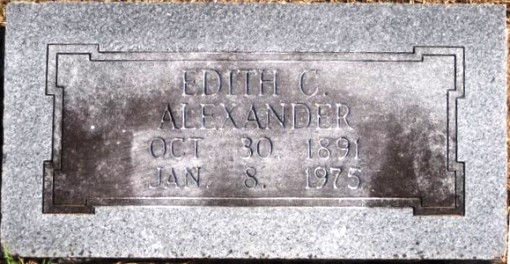 EDITH C.
ALEXANDER
OCT. 30. 1891
JAN. 8. 1975